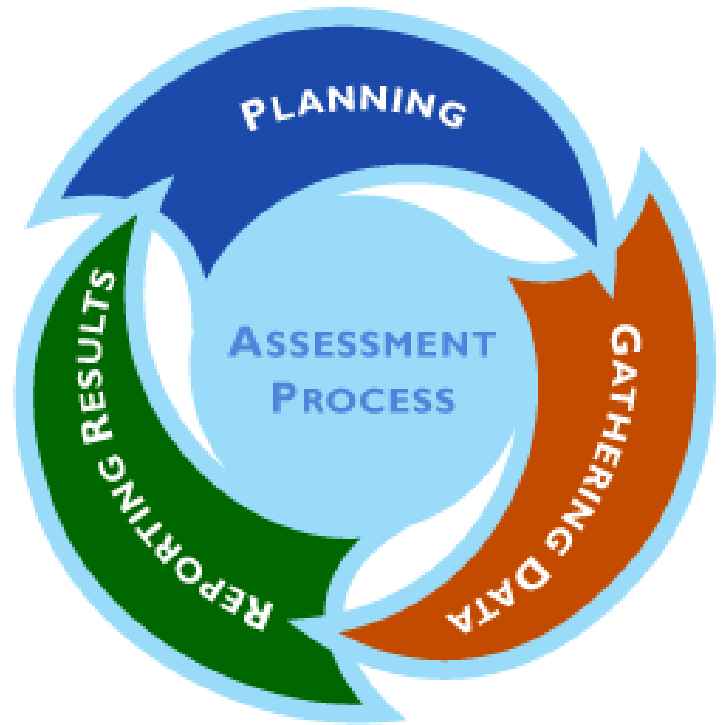 PLANNING
GATHERING DATA
REPORTING RESULTS
ASSESSMENT
PROCESS